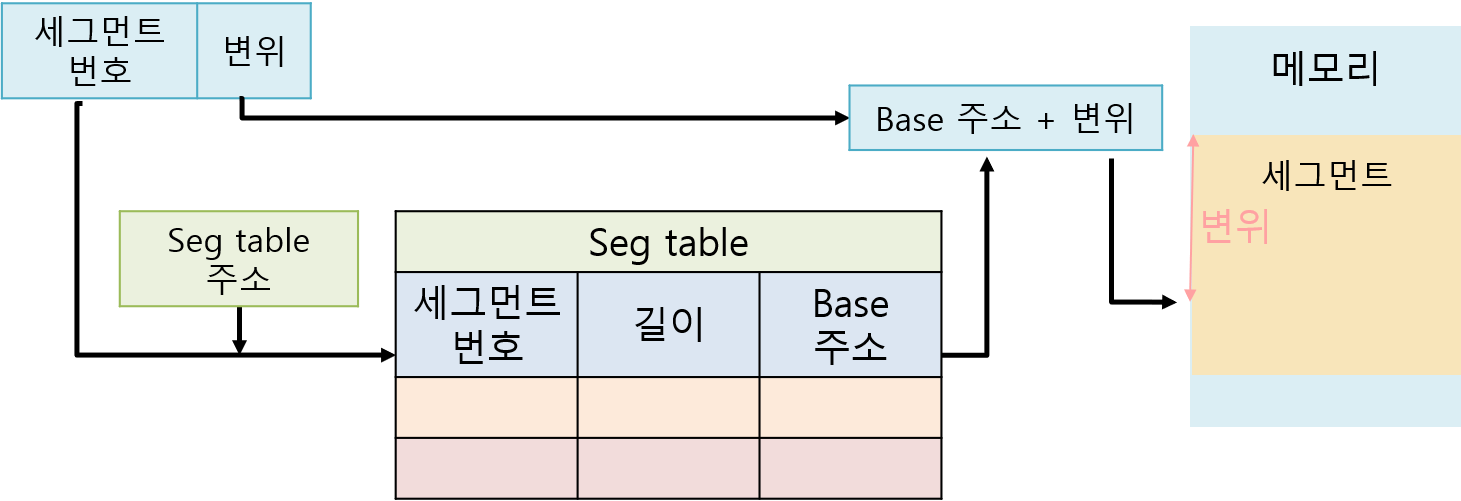 세그먼트
번호
변위
메모리
Base 주소 + 변위
세그먼트
변위
Seg table
주소
Seg table
세그먼트
번호
길이
Base
주소